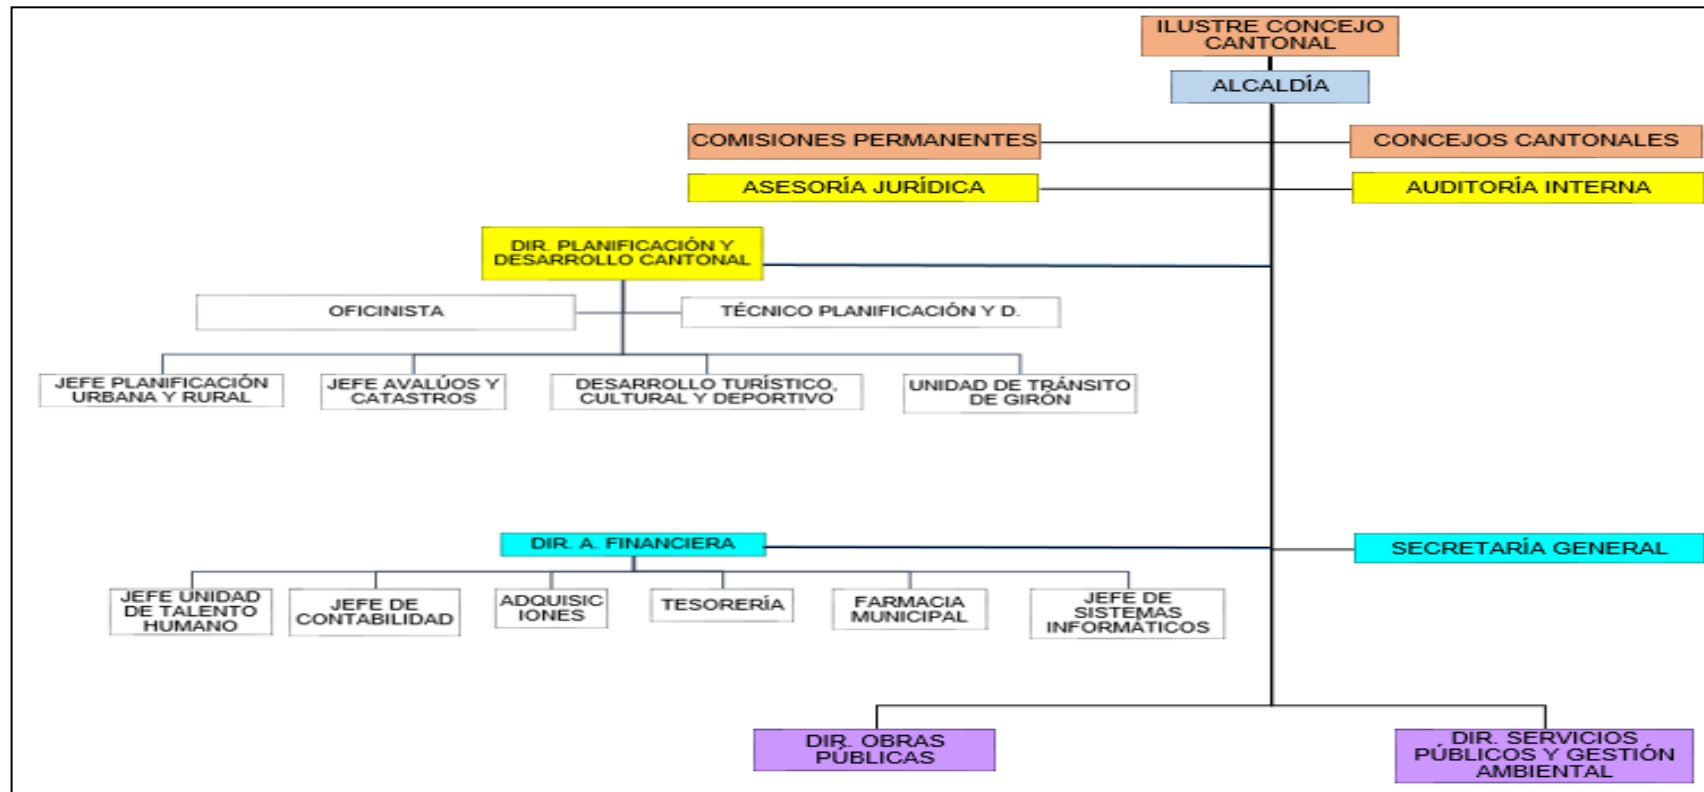 ILUSTRE CONCEJO
CANTONAL
ALCALDÍA
COMISIONES PERMANENTES
CONCEJOS CANTONALES
ASESORÍA JURÍDICA
AUDITORÍA INTERNA
DIR. PLANIFICACIÓN Y
DESARROLLO CANTONAL
OFICINISTA
TÉCNICO PLANIFICACIÓN Y D.
JEFE PLANIFICACIÓN
URBANA Y RURAL
JEFE AVALÚOS Y
CATASTROS
DESARROLLO TURÍSTICO,
CULTURAL Y DEPORTIVO
UNIDAD DE TRÁNSITO
DE GIRÓN
DIR. A. FINANCIERA
SECRETARÍA GENERAL
JEFE UNIDAD
DE TALENTO
HUMANO
JEFE DE
CONTABILIDAD
ADQUISIC
IONES
TESORERÍA
FARMACIA
MUNICIPAL
JEFE DE
SISTEMAS
INFORMÁTICOS
DIR. OBRAS
PÚBLICAS
DIR. SERVICIOS
PÚBLICOS Y GESTIÓN
AMBIENTAL